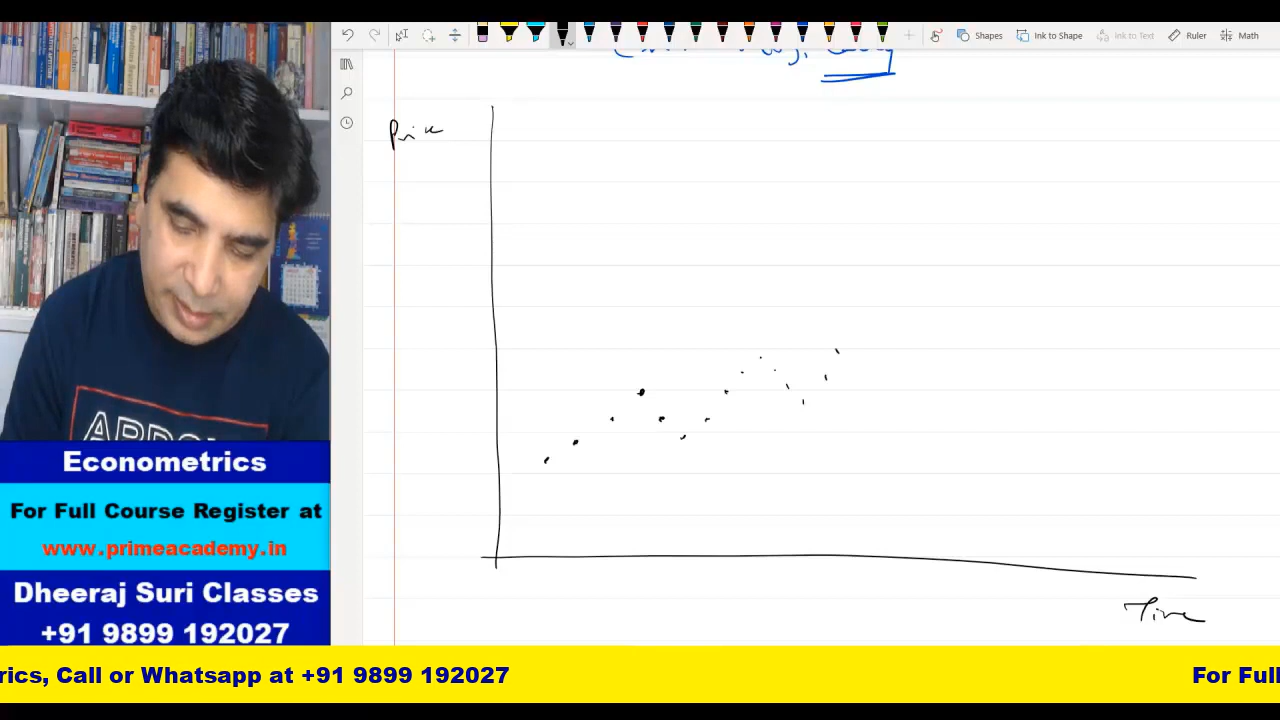 Shapes
Ink to Shape
Ink to Text
Ruler
Math
Price
Time
Econometrics
For Full Course Register at
www.primeacademy.in
Dheeraj Suri Classes
+91 9899 192027
rics, Call or Whatsapp at +91 9899 192027
For Full